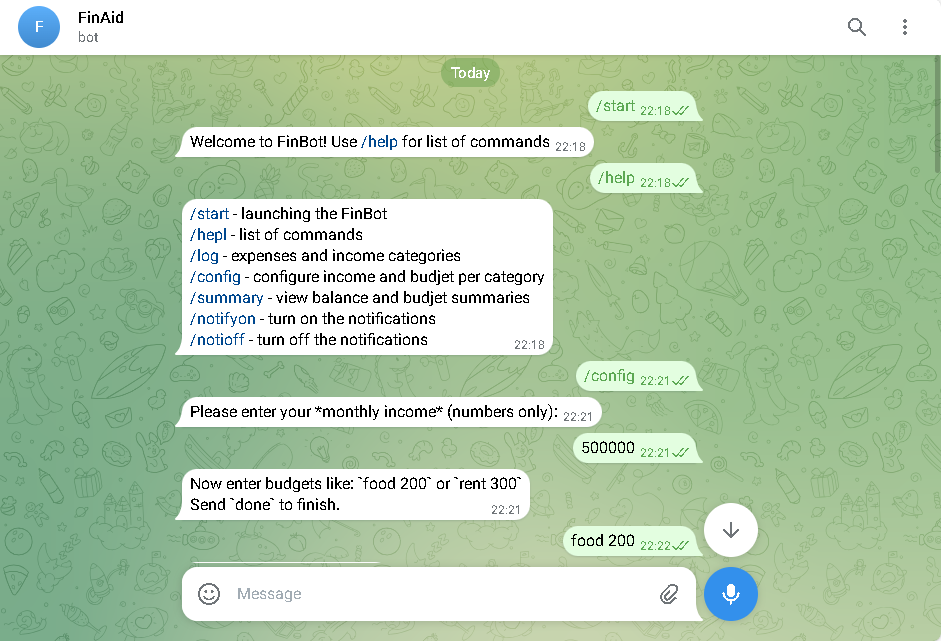 F
FinAid
bot
Today
/start 22:18
Welcome to FinBot! Use /help for list of commands 22:18
/help 22:18
/start - launching the FinBot
/hepl - list of commands
/log - expenses and income categories
/config - configure income and budjet per category
/summary - view balance and budjet summaries
/notifyon - turn on the notifications
/notioff - turn off the notifications 22:18
/config 22:21
Please enter your *monthly income* (numbers only): 22:21
500000 22:21
Now enter budgets like: `food 200` or `rent 300`
Send `done` to finish. 22:21
food 200 22:22
Message